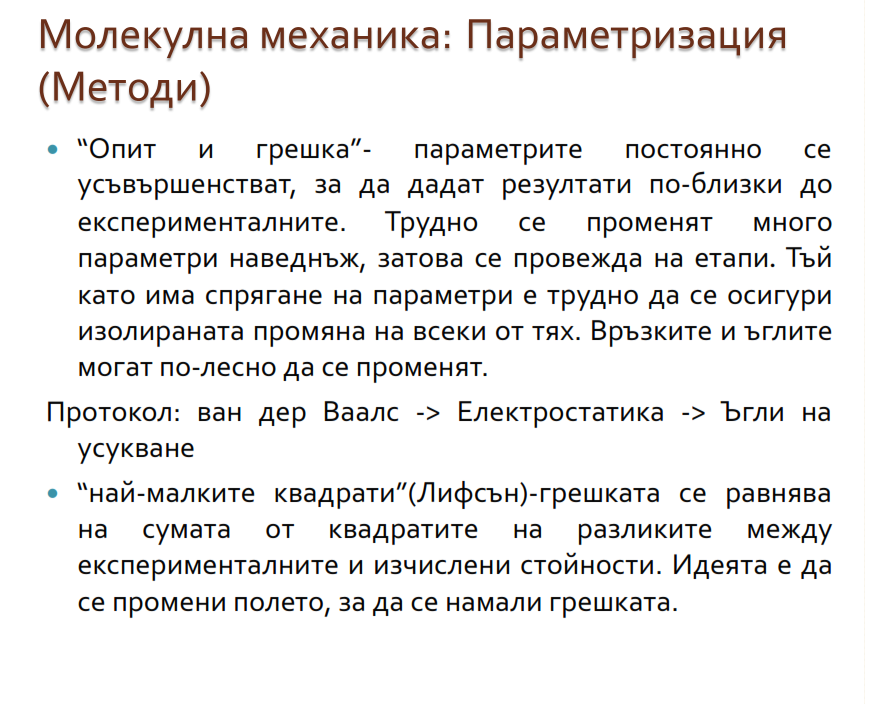 Молекулна механика: Параметризация
(Методи)
• “Опит и грешка”- параметрите постоянно се
усъвършенстват, за да дадат резултати по-близки до
експерименталните. Трудно се променят много
параметри наведнъж, затова се провежда на етапи. Тъй
като има спрягане на параметри е трудно да се осигури
изолираната промяна на всеки от тях. Връзките и ъглите
могат по-лесно да се променят.
Протокол: ван дер Ваалс -> Електростатика -> Ъгли на
усукване
• “най-малките квадрати”(Лифсън)-грешката се равнява
на сумата от квадратите на разликите между
експерименталните и изчислени стойности. Идеята е да
се промени полето, за да се намали грешката.